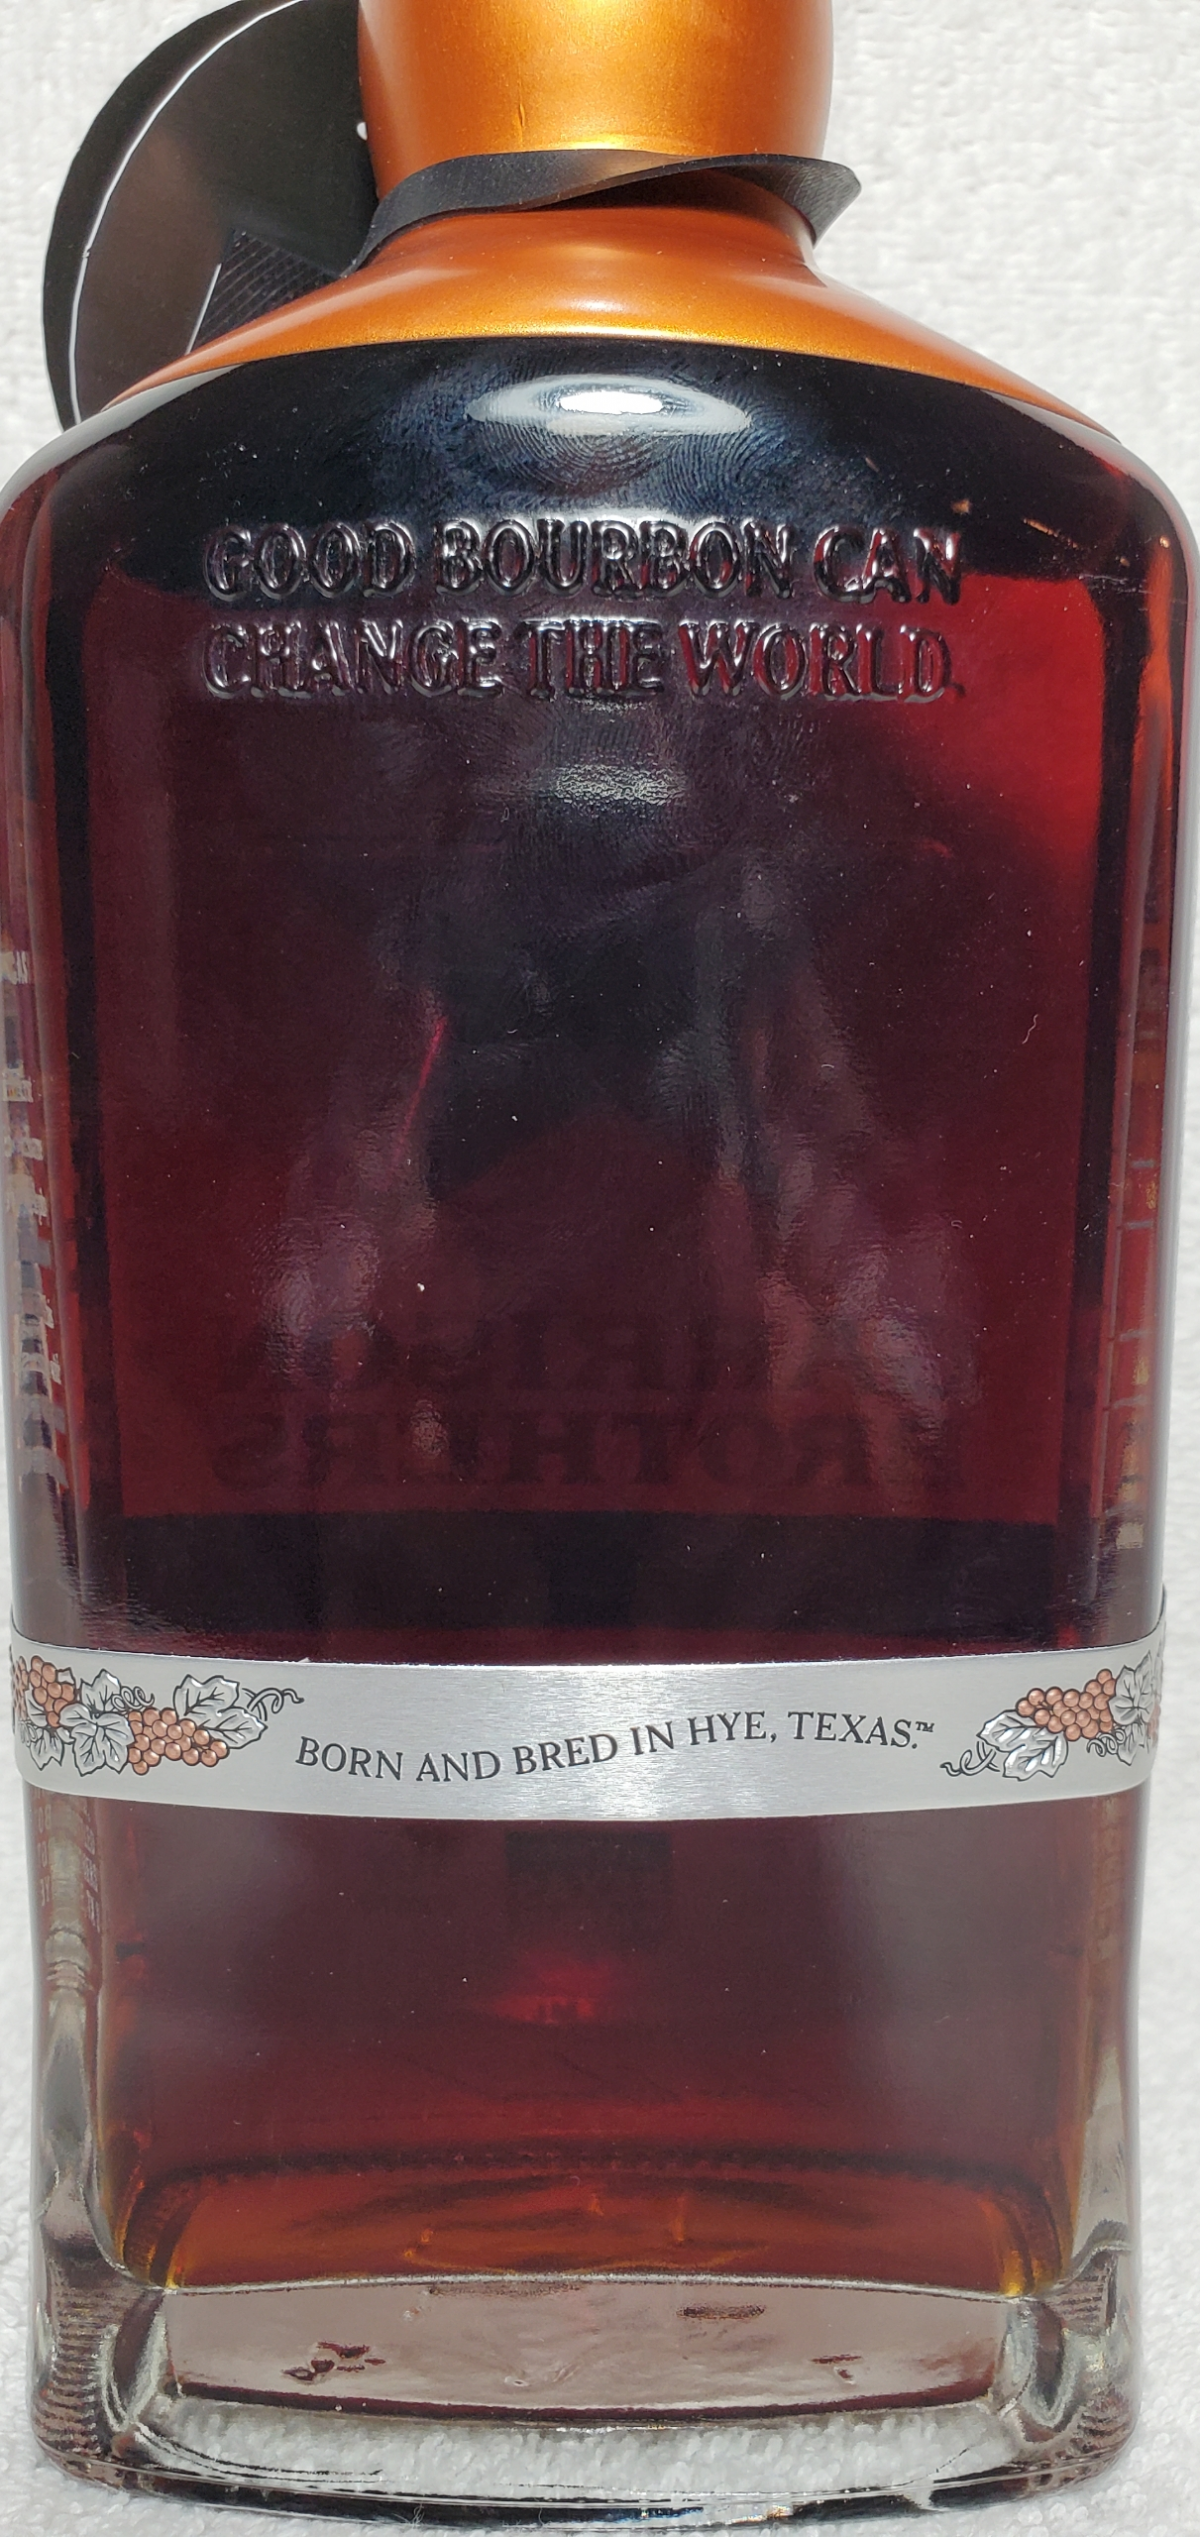 GOOD BOURBON CAN
CHANGE THE WORLD.
BORN AND BRED IN HYE, TEXAS.™